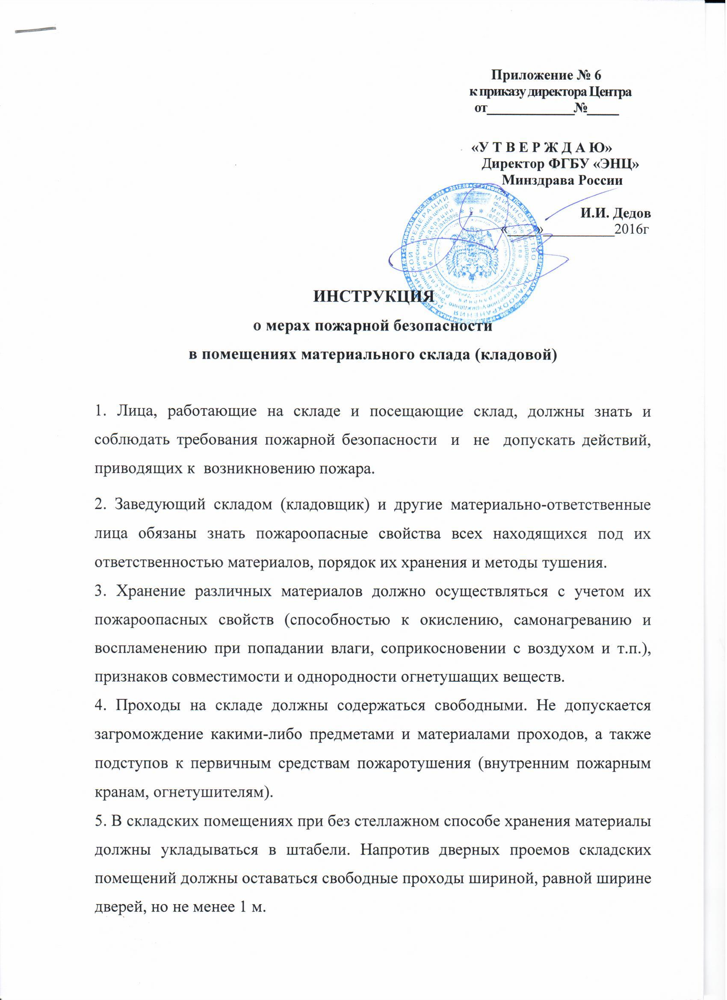 Приложение № 6
к приказу директора Центра
от_____________№_____
«У Т В Е Р Ж Д А Ю»
Директор ФГБУ «ЭНЦ»
Минздрава России
И.И. Дедов
«____»__________2016г
МИНИСТЕРСТВО ЗДРАВООХРАНЕНИЯ РОССИЙСКОЙ ФЕДЕРАЦИИ
ИНСТРУКЦИЯ
о мерах пожарной безопасности
в помещениях материального склада (кладовой)
1. Лица, работающие на складе и посещающие склад, должны знать и
соблюдать требования пожарной безопасности и не допускать действий,
приводящих к возникновению пожара.
2. Заведующий складом (кладовщик) и другие материально-ответственные
лица обязаны знать пожароопасные свойства всех находящихся под их
ответственностью материалов, порядок их хранения и методы тушения.
3. Хранение различных материалов должно осуществляться с учетом их
пожароопасных свойств (способностью к окислению, самонагреванию и
воспламенению при попадании влаги, соприкосновении с воздухом и т.п.),
признаков совместимости и однородности огнетушащих веществ.
4. Проходы на складе должны содержаться свободными. Не допускается
загромождение какими-либо предметами и материалами проходов, а также
подступов к первичным средствам пожаротушения (внутренним пожарным
кранам, огнетушителям).
5. В складских помещениях при без стеллажном способе хранения материалы
должны укладываться в штабели. Напротив дверных проемов складских
помещений должны оставаться свободные проходы шириной, равной ширине
дверей, но не менее 1 м.